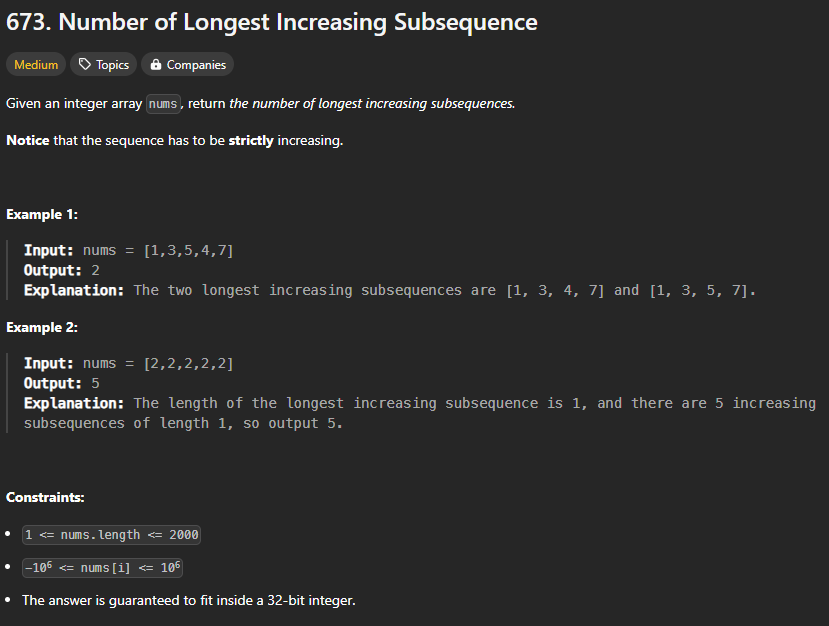 673. Number of Longest Increasing Subsequence
Medium Topics Companies
Given an integer array nums, return the number of longest increasing subsequences.
Notice that the sequence has to be strictly increasing.
Example 1:
Input: nums = [1,3,5,4,7]
Output: 2
Explanation: The two longest increasing subsequences are [1, 3, 4, 7] and [1, 3, 5, 7].
Example 2:
Input: nums = [2,2,2,2,2]
Output: 5
Explanation: The length of the longest increasing subsequence is 1, and there are 5 increasing
subsequences of length 1, so output 5.
Constraints:
• 1 <= nums.length <= 2000
• -10⁶ <= nums[i] <= 10⁶
• The answer is guaranteed to fit inside a 32-bit integer.